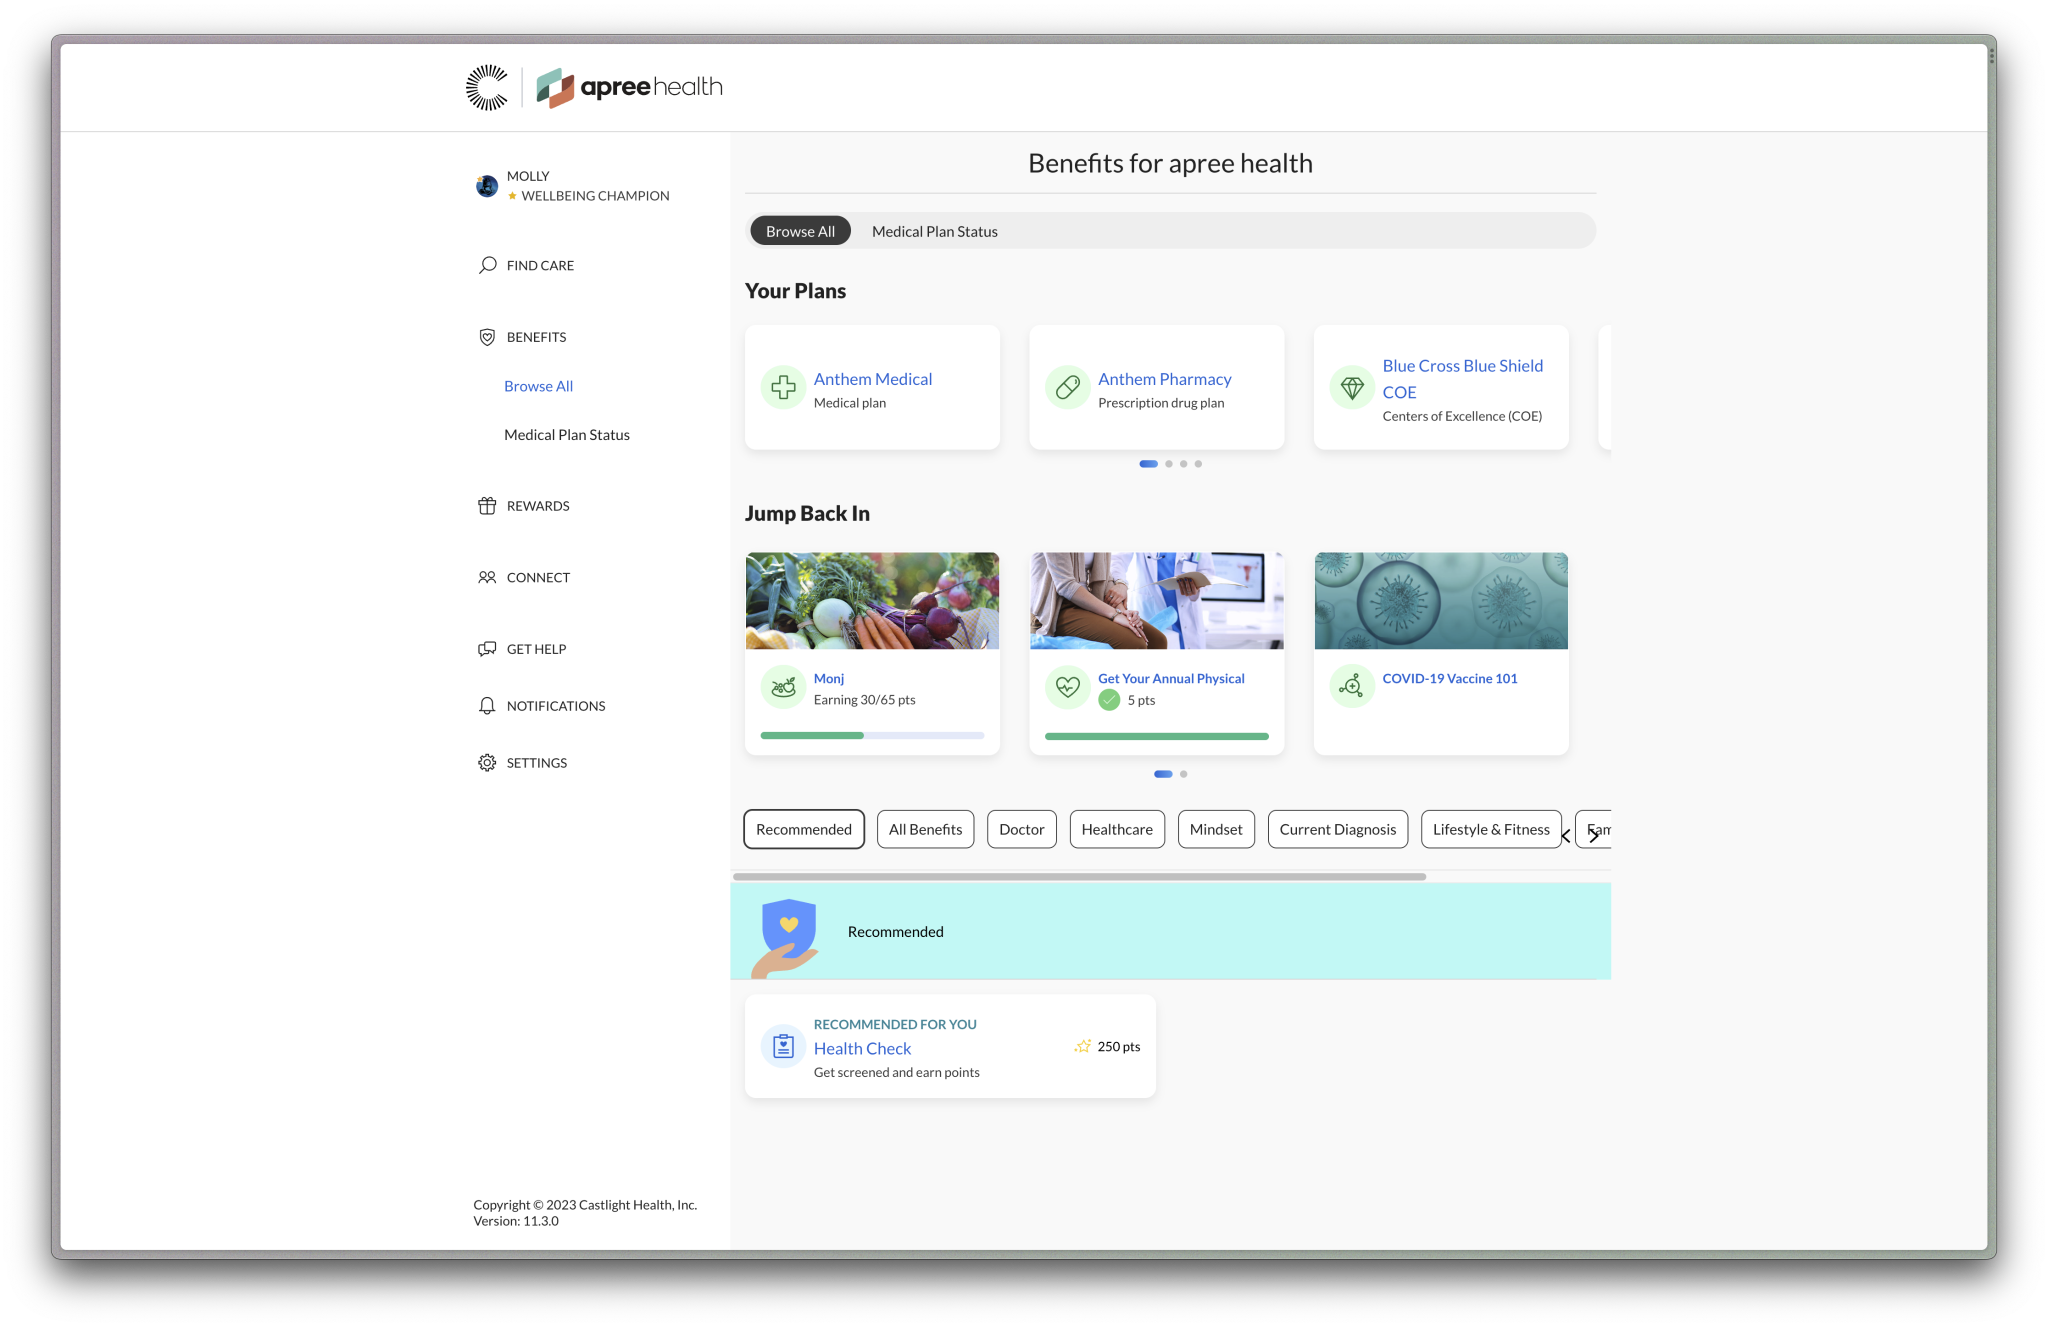 apree health
MOLLY
WELLBEING CHAMPION
FIND CARE
BENEFITS
Browse All
Medical Plan Status
REWARDS
CONNECT
GET HELP
NOTIFICATIONS
SETTINGS
Copyright © 2023 Castlight Health, Inc.
Version: 11.3.0
Benefits for apree health
Browse All
Medical Plan Status
Your Plans
Anthem Medical
Medical plan
Anthem Pharmacy
Prescription drug plan
Blue Cross Blue Shield
COE
Centers of Excellence (COE)
Jump Back In
Monj
Earning 30/65 pts
Get Your Annual Physical
5 pts
COVID-19 Vaccine 101
Recommended
All Benefits
Doctor
Healthcare
Mindset
Current Diagnosis
Lifestyle & Fitness
Fam
Recommended
RECOMMENDED FOR YOU
Health Check
Get screened and earn points
250 pts